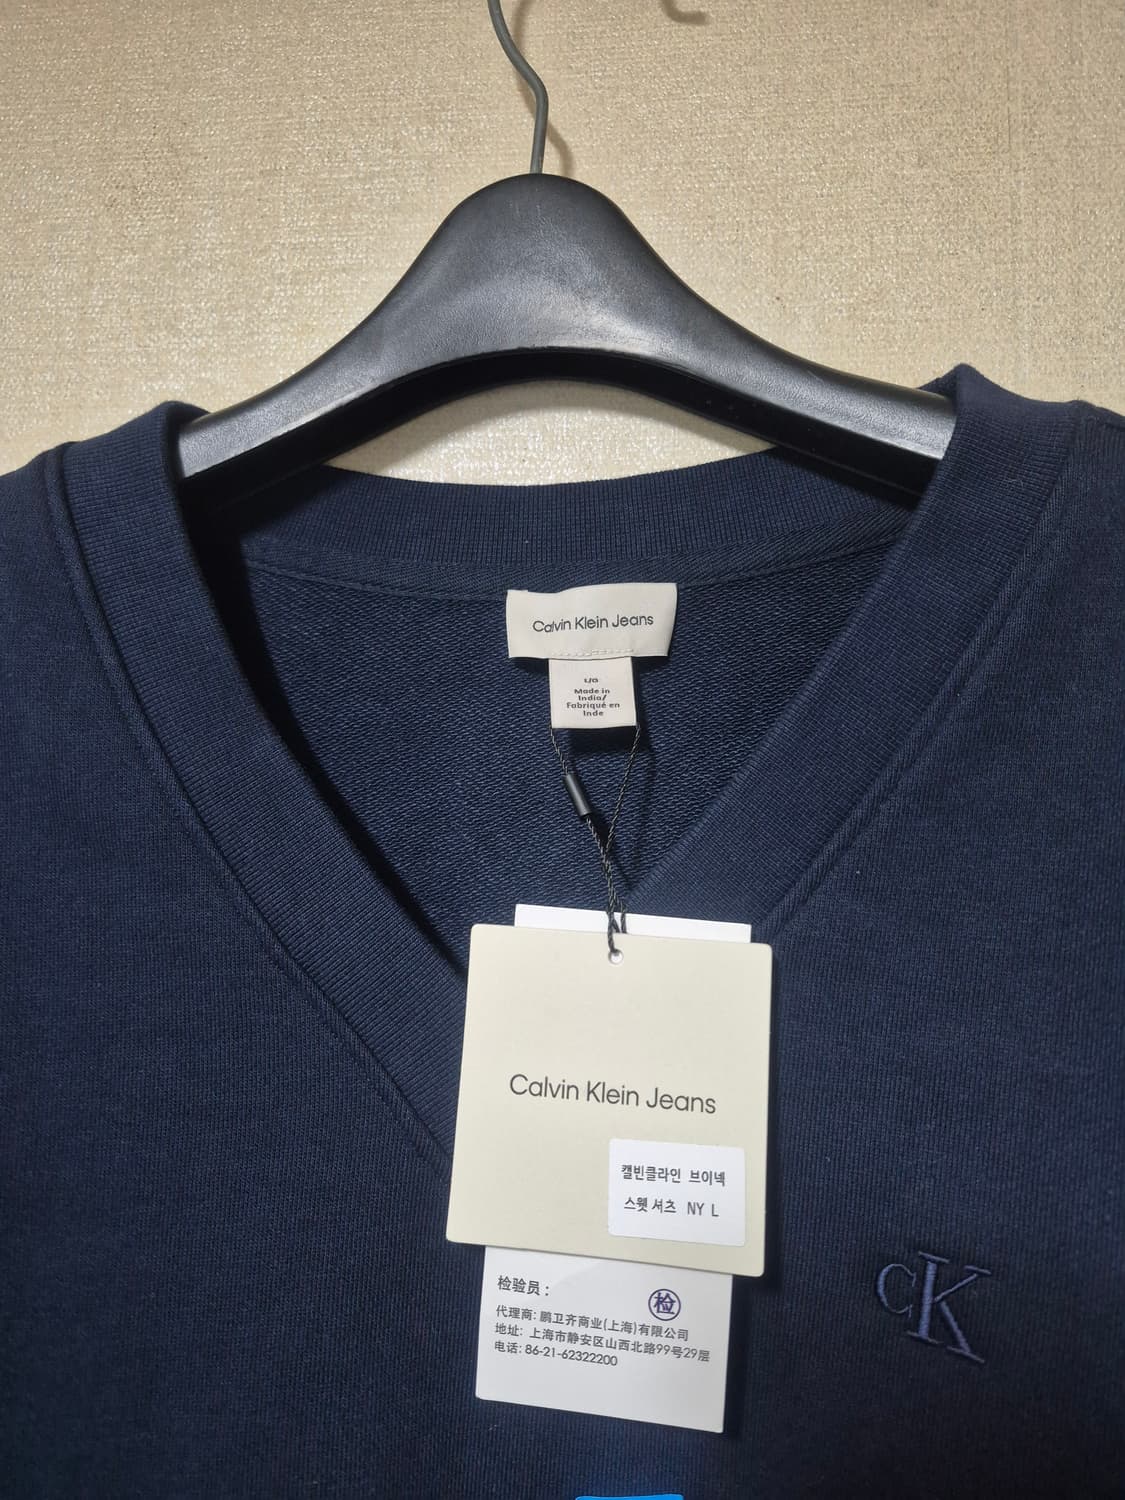 Calvin Klein Jeans
L/G
Made in
India/
Fabriqué en
Inde
Calvin Klein Jeans
캘빈클라인 브이넥
스웻셔츠 NY L
检验员：
检
代理商: 鹏卫齐商业(上海)有限公司
地址: 上海市静安区山西北路99号29层
电话: 86-21-62322200
CK